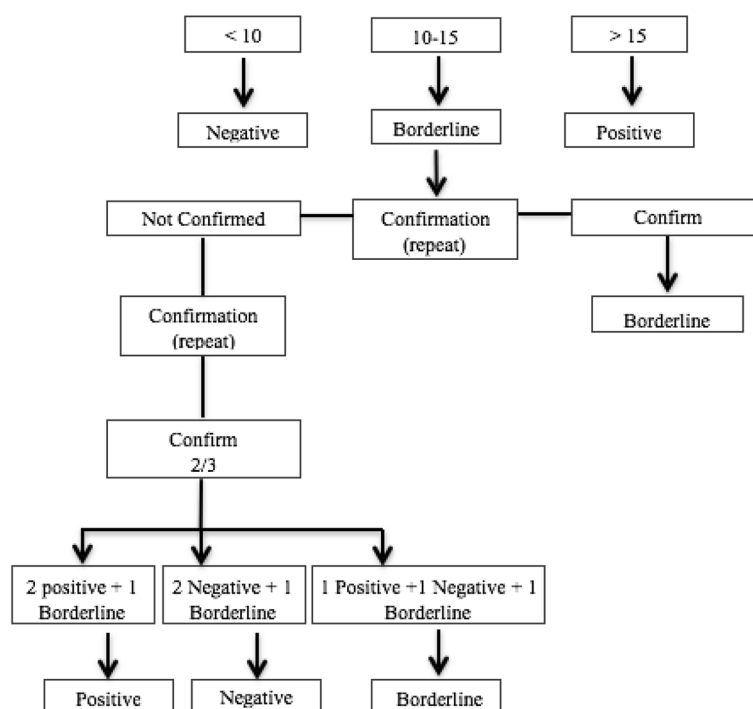 < 10
10-15
> 15
Negative
Borderline
Positive
Not Confirmed
Confirmation
(repeat)
Confirm
Confirmation
(repeat)
Borderline
Confirm
2/3
2 positive + 1
Borderline
2 Negative + 1
Borderline
1 Positive +1 Negative + 1
Borderline
Positive
Negative
Borderline